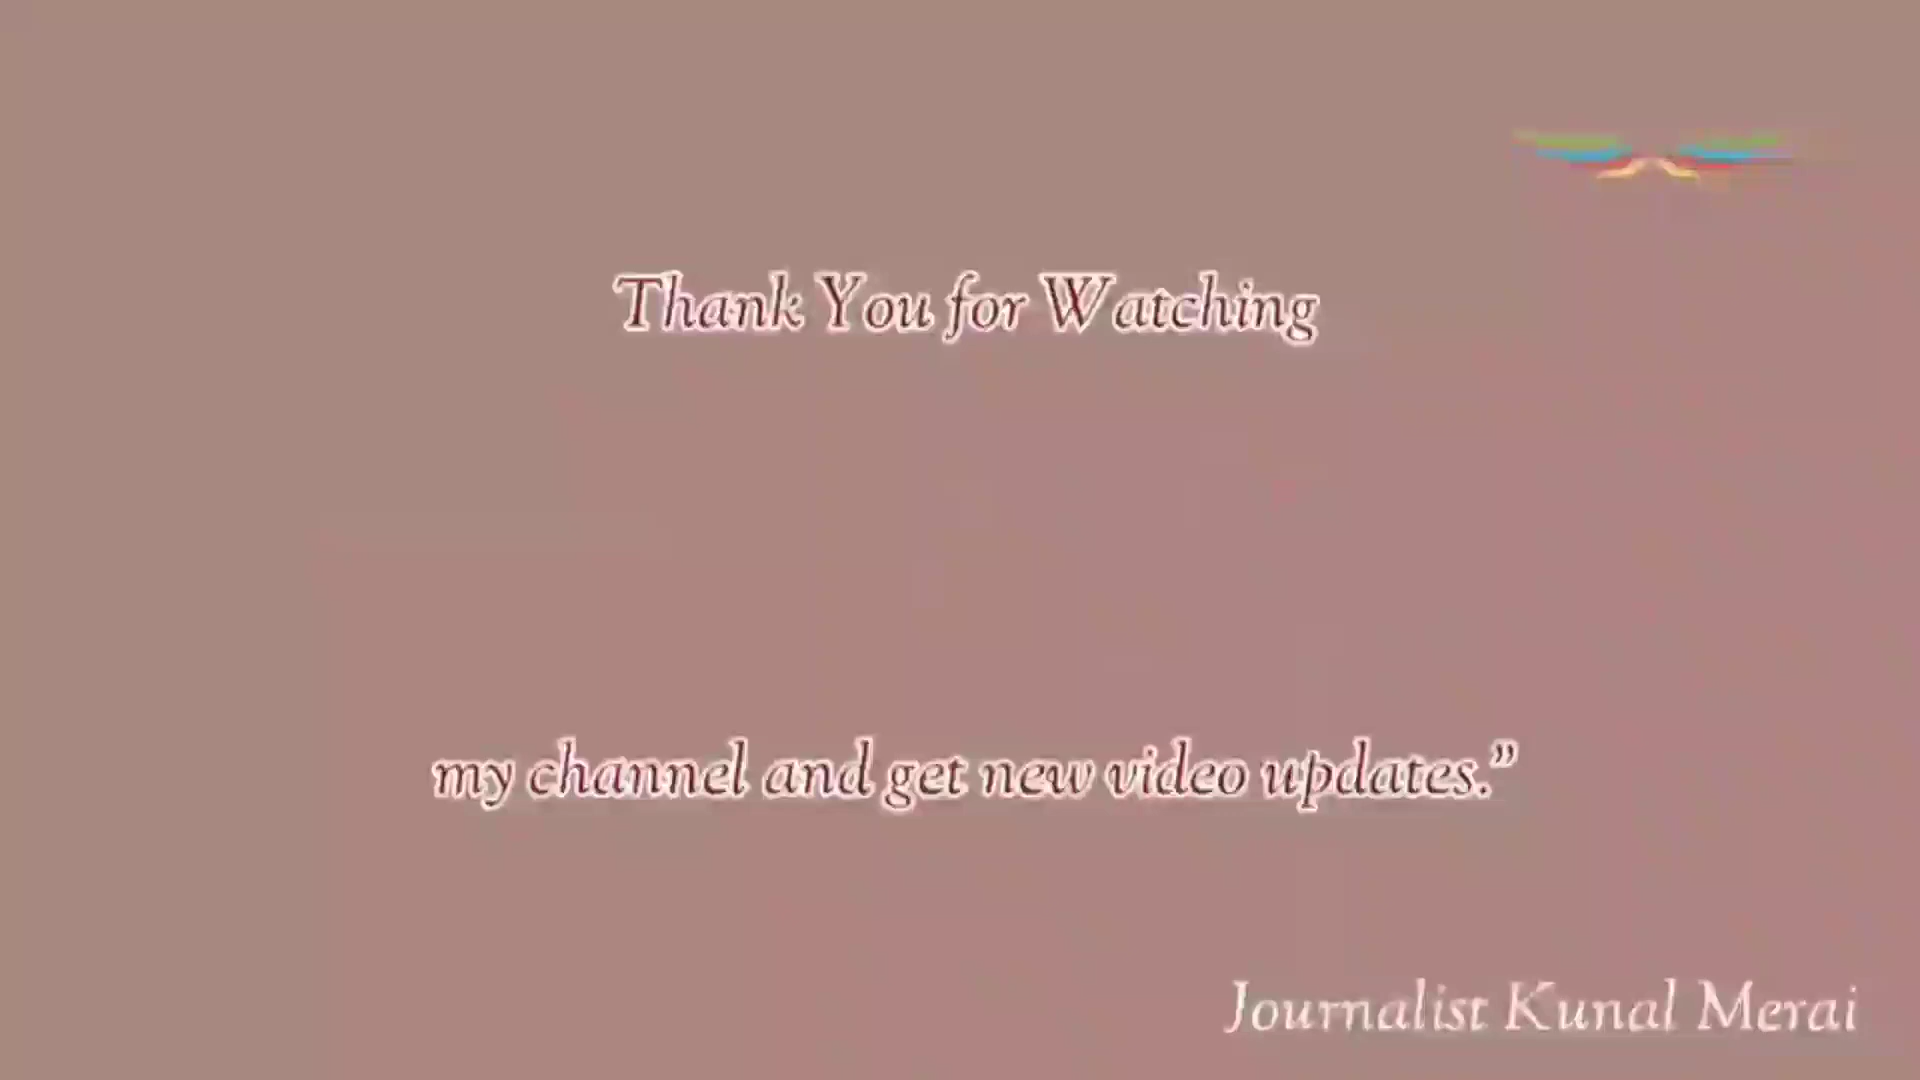 Thank You for Watching
my channel and get new video updates.”
Journalist Kunal Merai